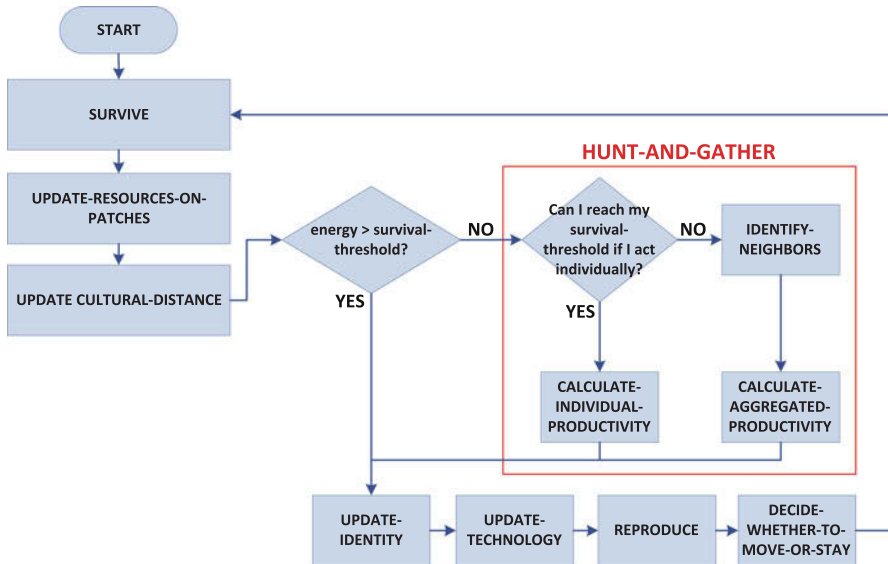 START
SURVIVE
UPDATE-RESOURCES-ON-
PATCHES
UPDATE CULTURAL-DISTANCE
energy > survival-
threshold?
NO
YES
HUNT-AND-GATHER
Can I reach my
survival-
threshold if I act
individually?
NO
YES
IDENTIFY-
NEIGHBORS
CALCULATE-
INDIVIDUAL-
PRODUCTIVITY
CALCULATE-
AGGREGATED-
PRODUCTIVITY
UPDATE-
IDENTITY
UPDATE-
TECHNOLOGY
REPRODUCE
DECIDE-
WHETHER-TO-
MOVE-OR-STAY